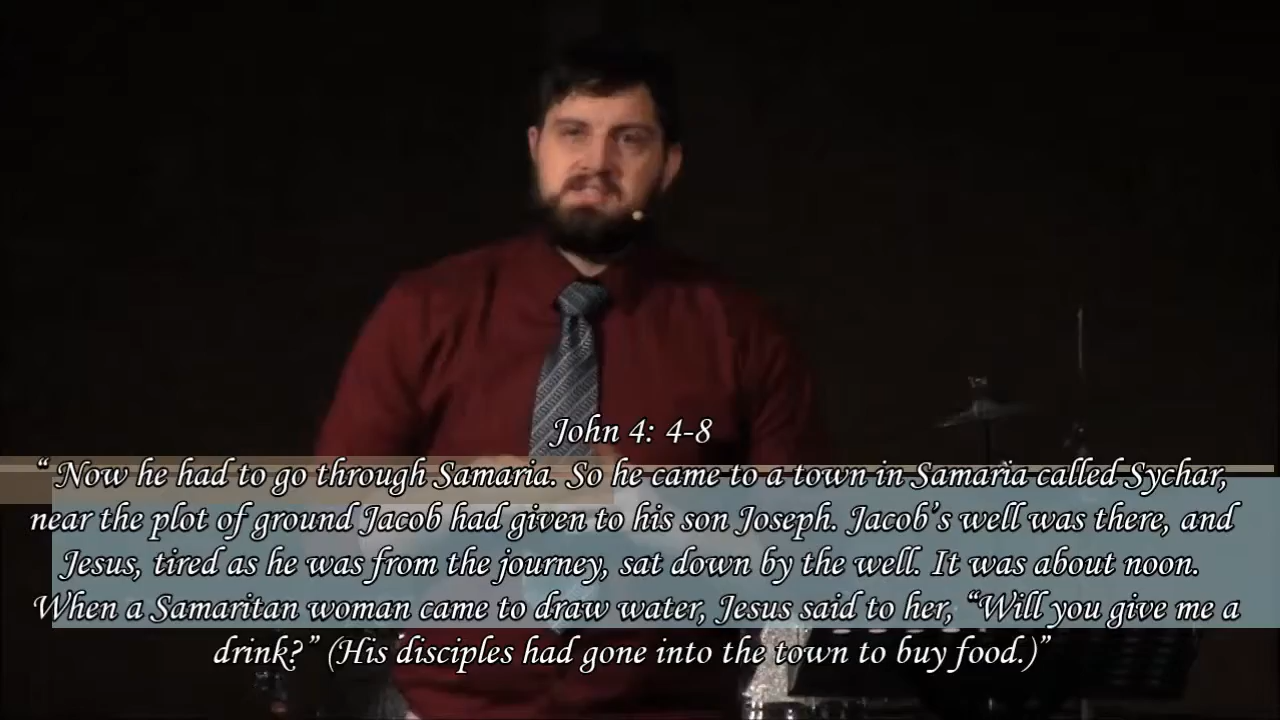 John 4: 4-8
“ Now he had to go through Samaria. So he came to a town in Samaria called Sychar,
near the plot of ground Jacob had given to his son Joseph. Jacob’s well was there, and
Jesus, tired as he was from the journey, sat down by the well. It was about noon.
When a Samaritan woman came to draw water, Jesus said to her, “Will you give me a
drink?” (His disciples had gone into the town to buy food.)”